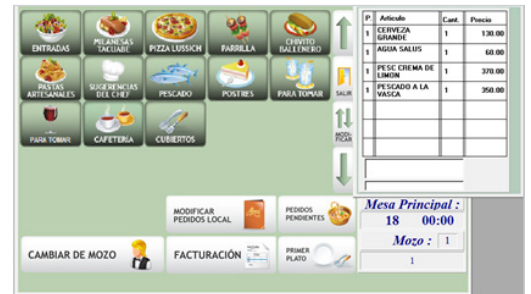 ENTRADAS
MILANESAS
TACUABE
PIZZA LUSSICH
PARRILLA
CHIVITO
BALLENERO
PASTAS
ARTESANALES
SUGERENCIAS
DEL CHEF
PESCADO
POSTRES
PARA TOMAR
SALIR
PARA TOMAR
CAFETERÍA
CUBIERTOS
MODI-
FICAR
P. Articulo Cant. Precio
1 CERVEZA GRANDE 1 130.00
1 AGUA SALUS 1 60.00
1 PESC CREMA DE LIMON 1 370.00
1 PESCADO A LA VASCA 1 350.00
MODIFICAR
PEDIDOS LOCAL
PEDIDOS
PENDIENTES
CAMBIAR DE MOZO
FACTURACIÓN
PRIMER
PLATO
Mesa Principal :
18 00:00
Mozo : 1
1